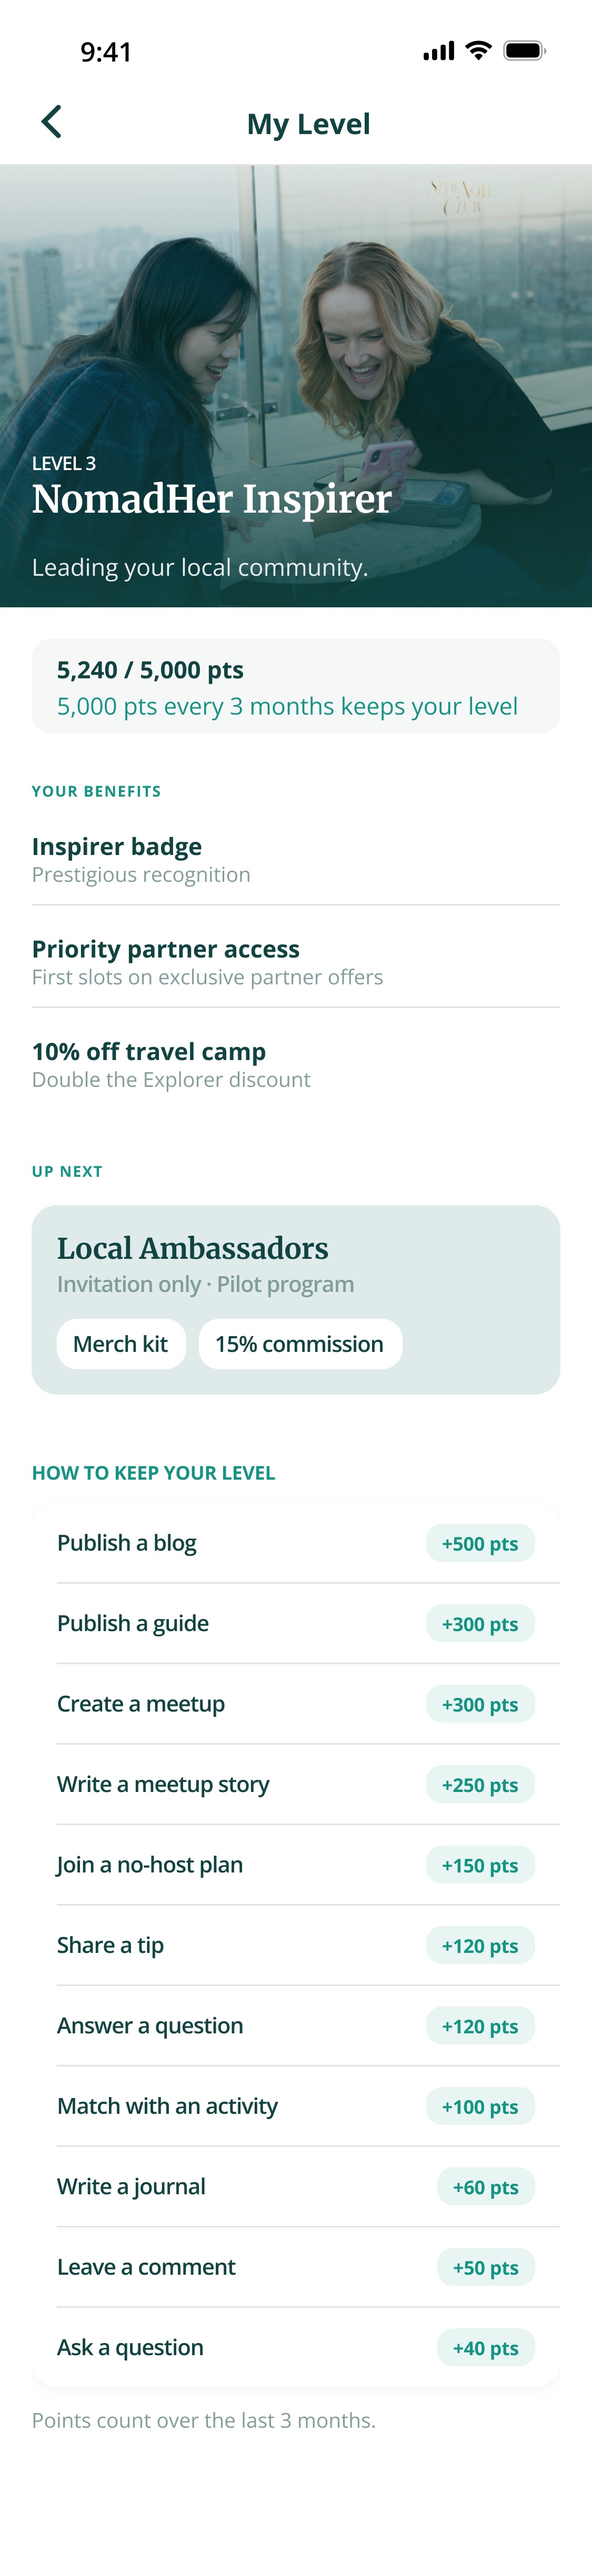 9:41
My Level
LEVEL 3
NomadHer Inspirer
Leading your local community.
5,240 / 5,000 pts
5,000 pts every 3 months keeps your level
YOUR BENEFITS
Inspirer badge
Prestigious recognition
Priority partner access
First slots on exclusive partner offers
10% off travel camp
Double the Explorer discount
UP NEXT
Local Ambassadors
Invitation only · Pilot program
Merch kit 15% commission
HOW TO KEEP YOUR LEVEL
Publish a blog +500 pts
Publish a guide +300 pts
Create a meetup +300 pts
Write a meetup story +250 pts
Join a no-host plan +150 pts
Share a tip +120 pts
Answer a question +120 pts
Match with an activity +100 pts
Write a journal +60 pts
Leave a comment +50 pts
Ask a question +40 pts
Points count over the last 3 months.